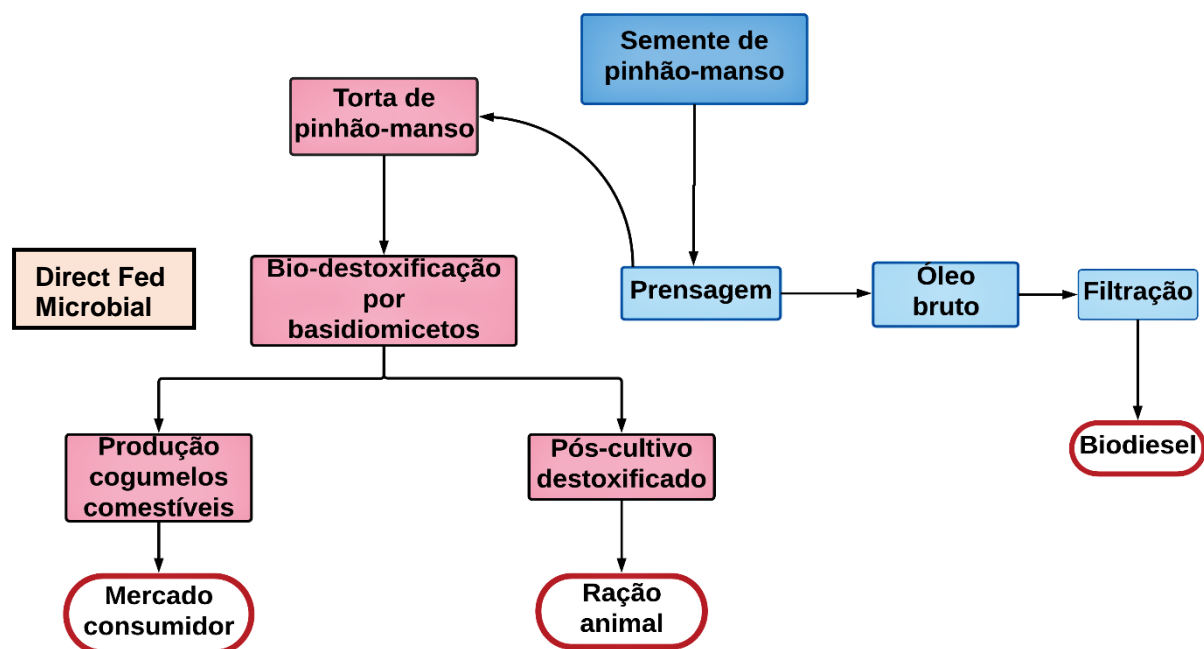 Semente de
pinhão-manso
Torta de
pinhão-manso
Direct Fed
Microbial
Bio-destoxificação
por
basidiomicetos
Prensagem
Óleo
bruto
Filtração
Produção
cogumelos
comestíveis
Pós-cultivo
destoxificado
Biodiesel
Mercado
consumidor
Ração
animal